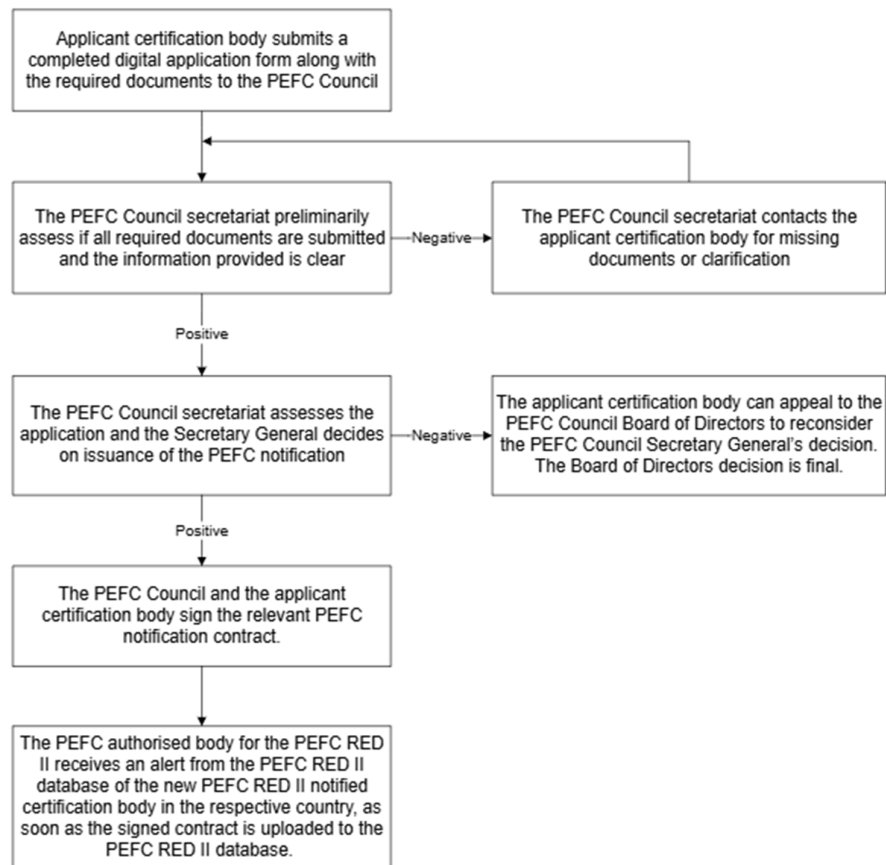 Applicant certification body submits a
completed digital application form along with
the required documents to the PEFC Council
The PEFC Council secretariat preliminarily
assess if all required documents are submitted
and the information provided is clear
Negative
The PEFC Council secretariat contacts the
applicant certification body for missing
documents or clarification
Positive
The PEFC Council secretariat assesses the
application and the Secretary General decides
on issuance of the PEFC notification
Negative
The applicant certification body can appeal to the
PEFC Council Board of Directors to reconsider
the PEFC Council Secretary General's decision.
The Board of Directors decision is final.
Positive
The PEFC Council and the applicant
certification body sign the relevant PEFC
notification contract.
The PEFC authorised body for the PEFC RED
II receives an alert from the PEFC RED II
database of the new PEFC RED II notified
certification body in the respective country, as
soon as the signed contract is uploaded to the
PEFC RED II database.